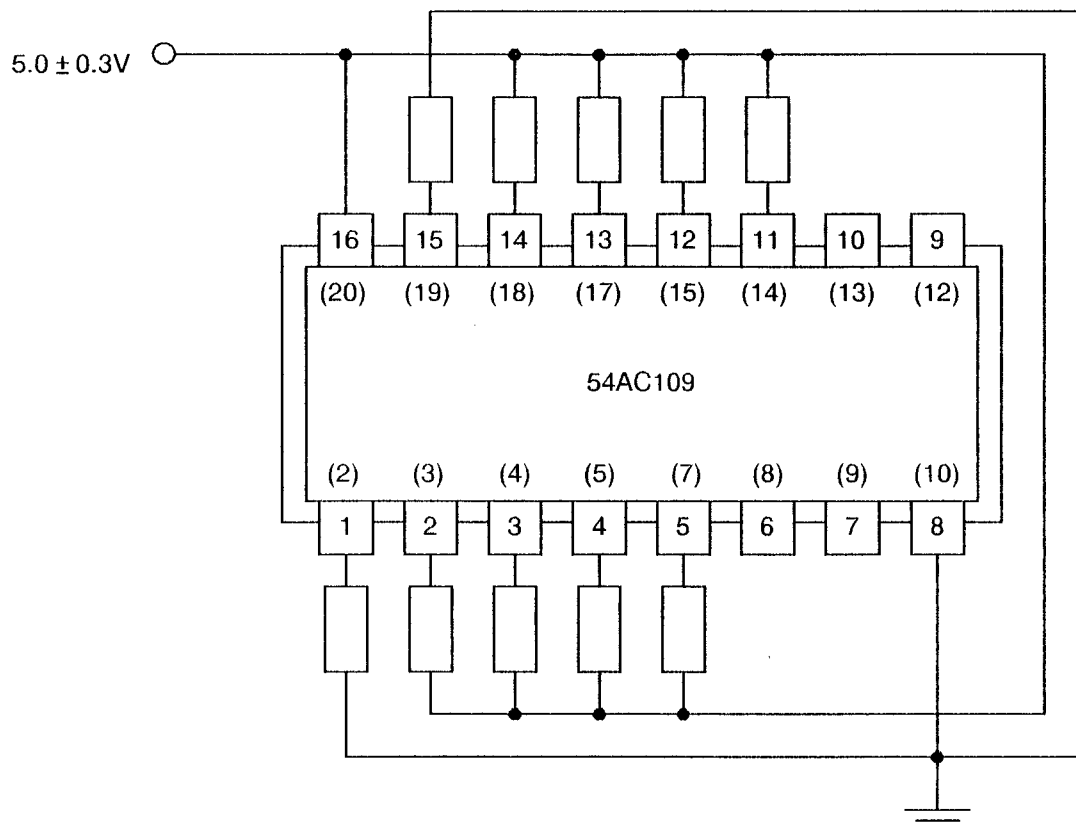 5.0 ± 0.3V
16 15 14 13 12 11 10 9
(20) (19) (18) (17) (15) (14) (13) (12)
54AC109
(2) (3) (4) (5) (7) (8) (9) (10)
1 2 3 4 5 6 7 8